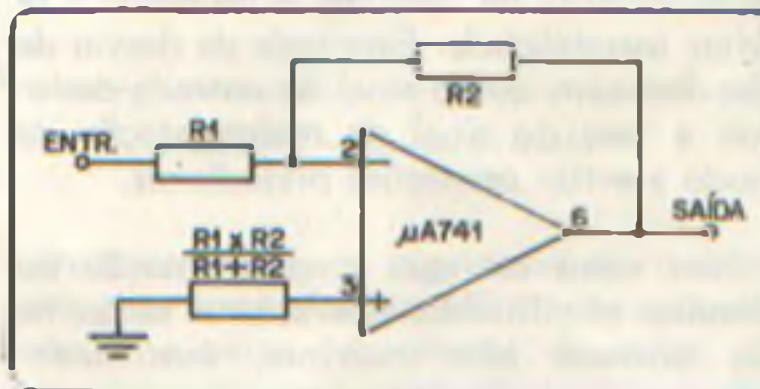 R2
R1
ENTR.
2
-
µA741
6
SAÍDA
R1 x R2
R1+R2
3
+